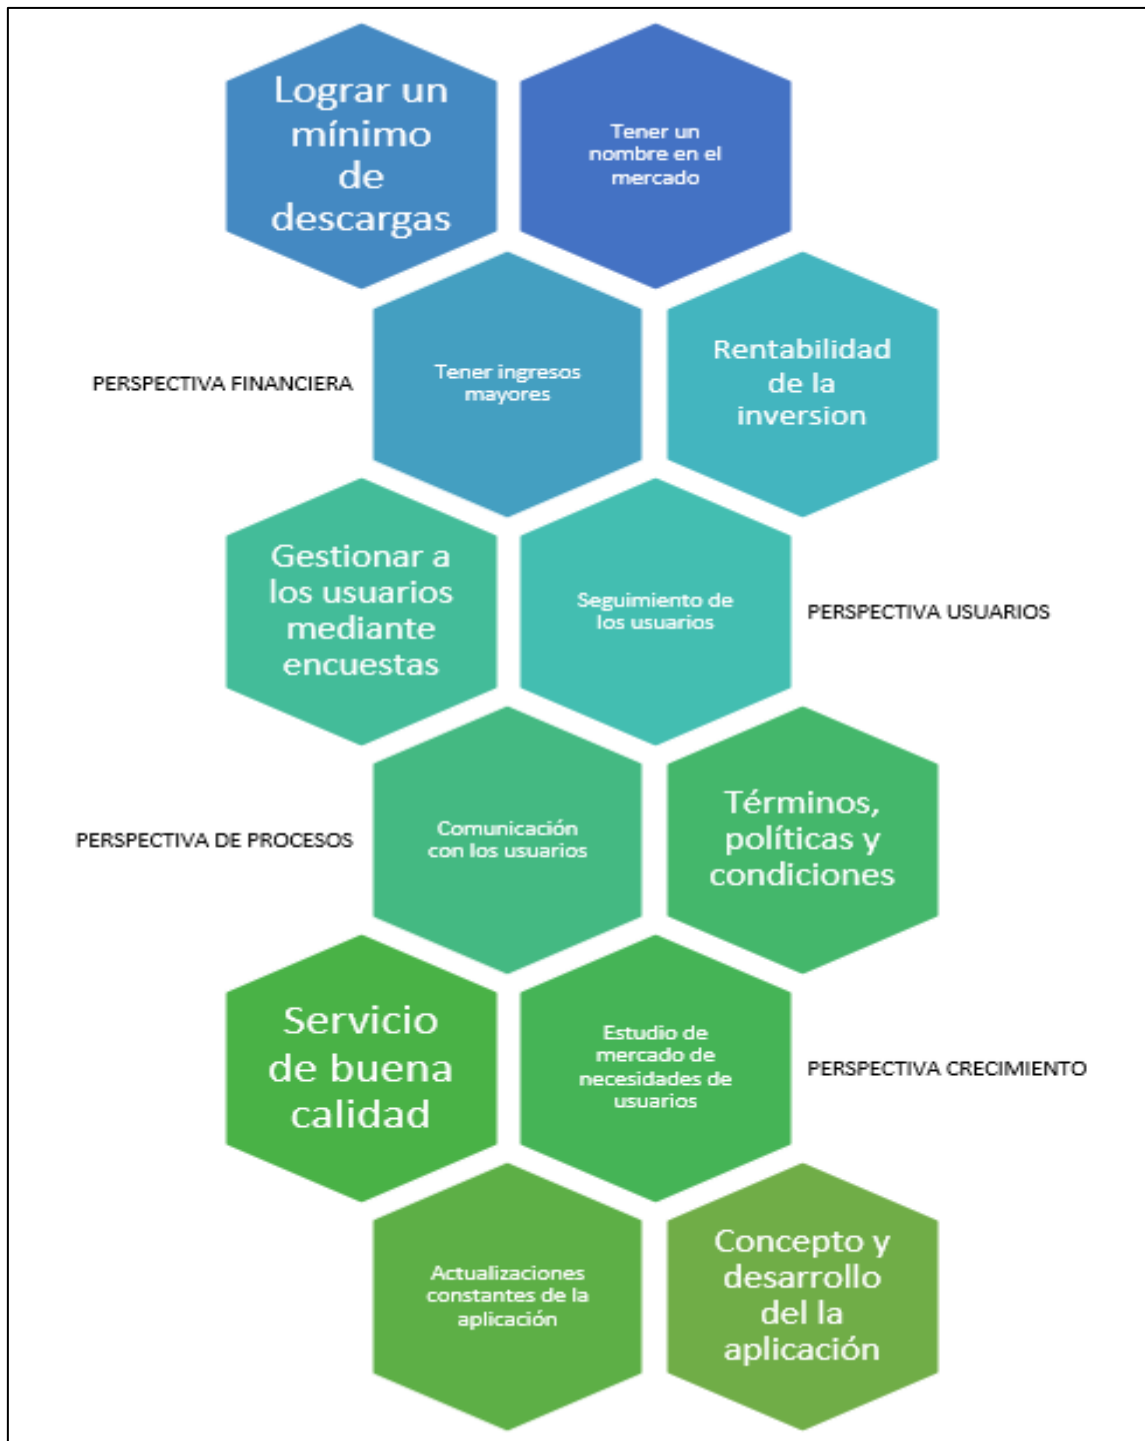 Lograr un
mínimo
de
descargas
Tener un
nombre en el
mercado
PERSPECTIVA FINANCIERA
Tener ingresos
mayores
Rentabilidad
de la
inversion
Gestionar a
los usuarios
mediante
encuestas
Seguimiento de
los usuarios
PERSPECTIVA USUARIOS
PERSPECTIVA DE PROCESOS
Comunicación
con los usuarios
Términos,
políticas y
condiciones
Servicio
de buena
calidad
Estudio de
mercado de
necesidades de
usuarios
PERSPECTIVA CRECIMIENTO
Actualizaciones
constantes de la
aplicación
Concepto y
desarrollo
del la
aplicación